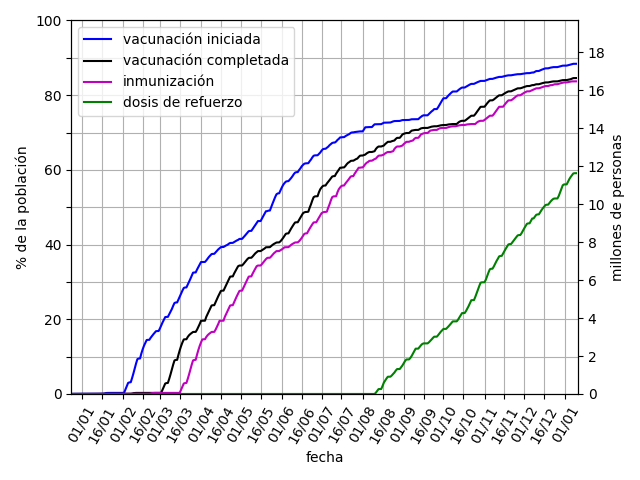 vacunación iniciada
vacunación completada
inmunización
dosis de refuerzo
% de la población
100
80
60
40
20
0
millones de personas
18
16
14
12
10
8
6
4
2
0
01/01 16/01 01/02 16/02 01/03 16/03 01/04 16/04 01/05 16/05 01/06 16/06 01/07 16/07 01/08 16/08 01/09 16/09 01/10 16/10 01/11 16/11 01/12 16/12 01/01
fecha